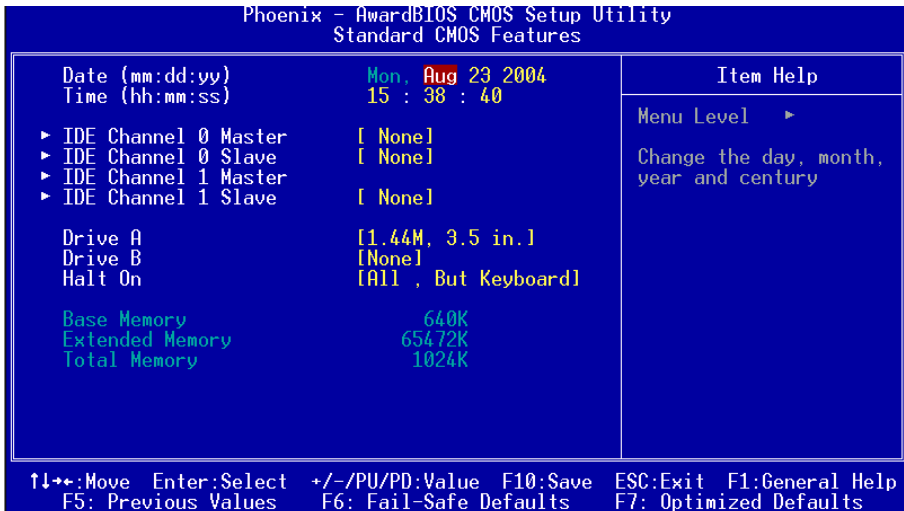 Phoenix - AwardBIOS CMOS Setup Utility
Standard CMOS Features
Date (mm:dd:yy) Mon, Aug 23 2004
Time (hh:mm:ss) 15 : 38 : 40
► IDE Channel 0 Master [ None]
► IDE Channel 0 Slave [ None]
► IDE Channel 1 Master
► IDE Channel 1 Slave [ None]
Drive A [1.44M, 3.5 in.]
Drive B [None]
Halt On [All , But Keyboard]
Base Memory 640K
Extended Memory 65472K
Total Memory 1024K
Item Help
Menu Level ►
Change the day, month,
year and century
↑↓→←:Move Enter:Select +/-/PU/PD:Value F10:Save ESC:Exit F1:General Help
F5: Previous Values F6: Fail-Safe Defaults F7: Optimized Defaults